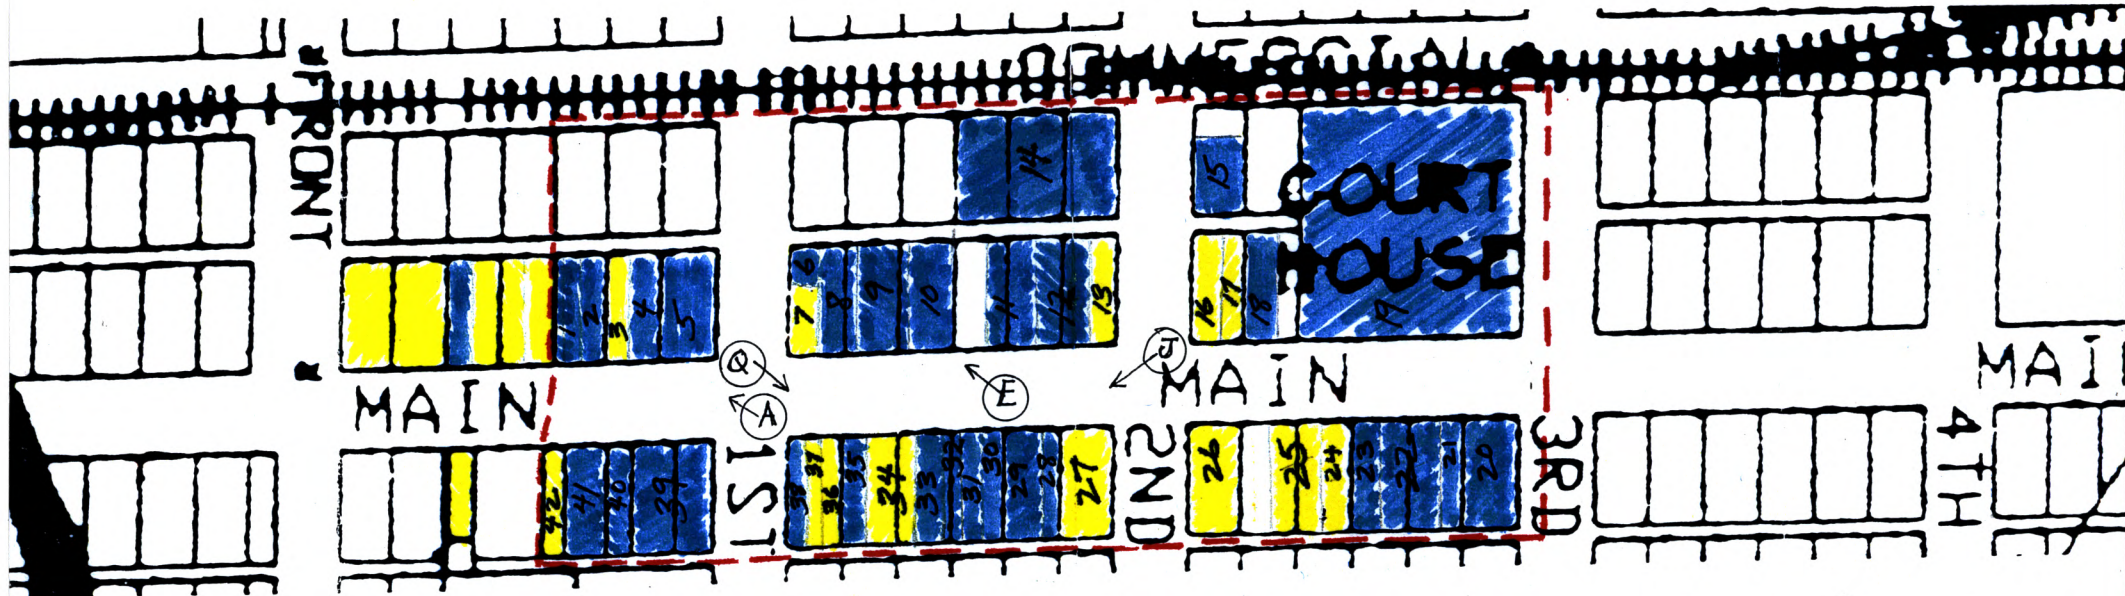 COMMERCIAL
FRONT
14
15
COURT
HOUSE
1 2 3 4 5
6
7 8 9 10 11 12 13
16 17 18 19
Q
A
E
J
MAIN
MAIN
MAI
42 41 40 39
1ST
38 37 36 35 34 33 32 31 30 29 28 27
2ND
26 25 24 23 22 21 20
3RD
4TH